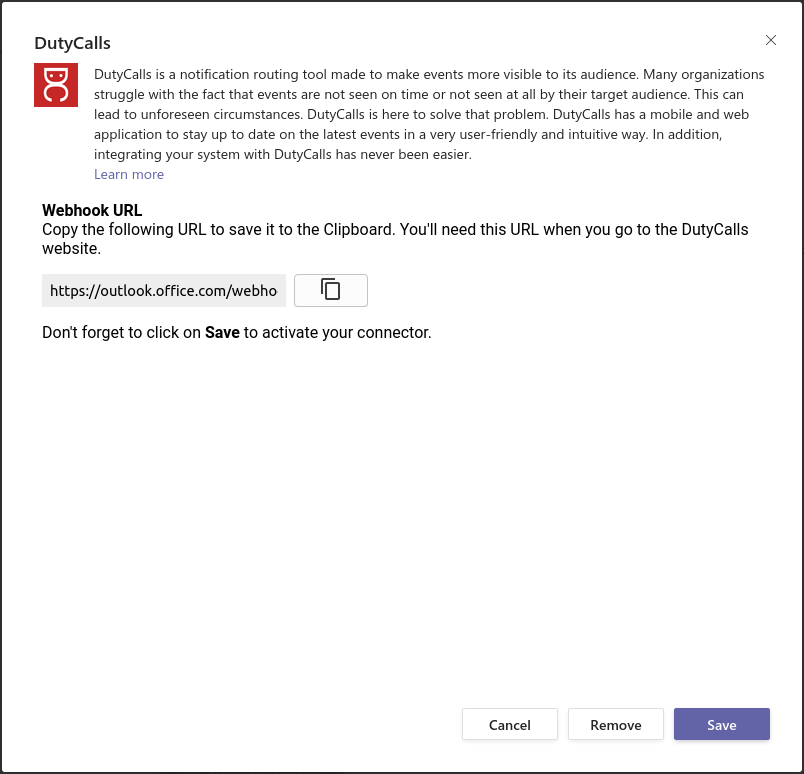 DutyCalls
DutyCalls is a notification routing tool made to make events more visible to its audience. Many organizations
struggle with the fact that events are not seen on time or not seen at all by their target audience. This can
lead to unforeseen circumstances. DutyCalls is here to solve that problem. DutyCalls has a mobile and web
application to stay up to date on the latest events in a very user-friendly and intuitive way. In addition,
integrating your system with DutyCalls has never been easier.
Learn more
Webhook URL
Copy the following URL to save it to the Clipboard. You'll need this URL when you go to the DutyCalls
website.
https://outlook.office.com/webho
Don't forget to click on Save to activate your connector.
Cancel
Remove
Save